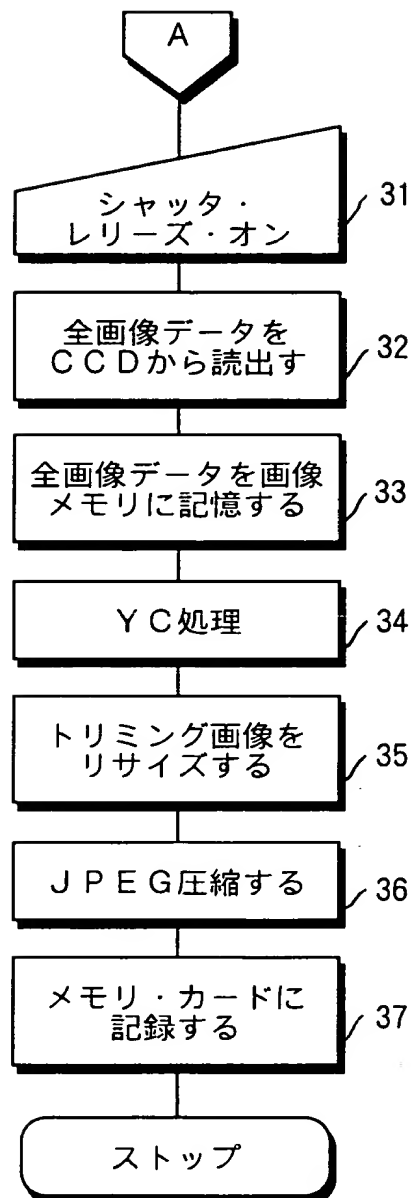 A
シャッタ・
レリーズ・オン
31
全画像データを
ＣＣＤから読出す
32
全画像データを画像
メモリに記憶する
33
ＹＣ処理
34
トリミング画像を
リサイズする
35
ＪＰＥＧ圧縮する
36
メモリ・カードに
記録する
37
ストップ